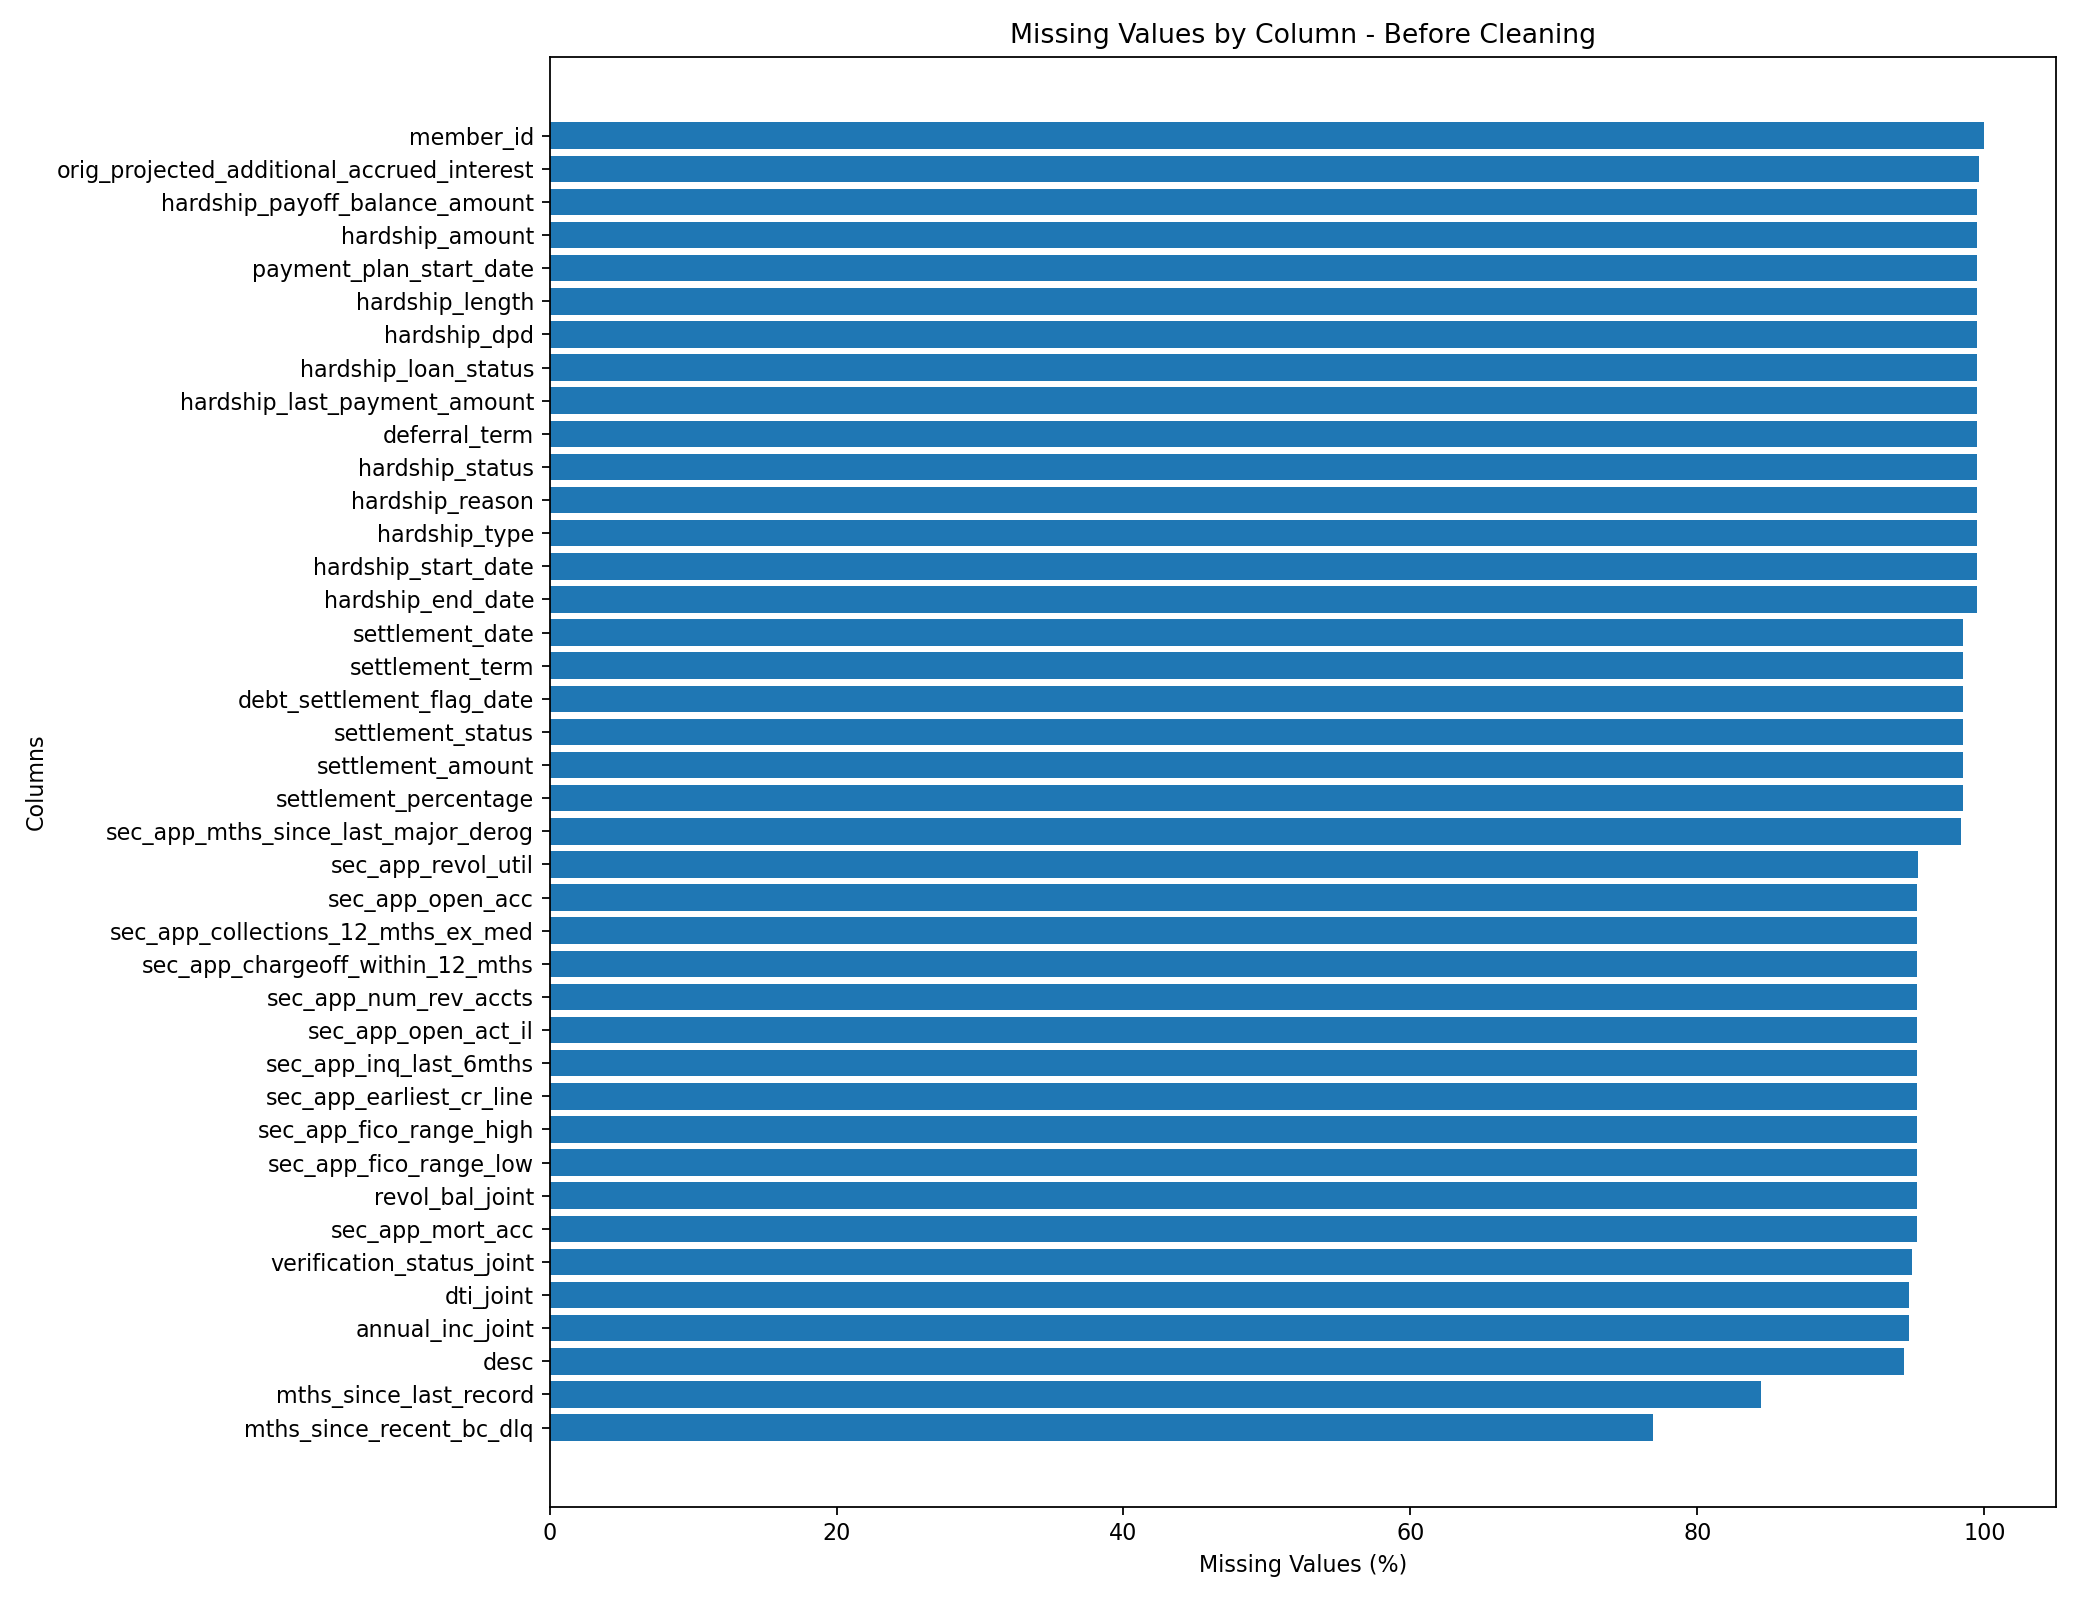 Missing Values by Column - Before Cleaning
member_id
orig_projected_additional_accrued_interest
hardship_payoff_balance_amount
hardship_amount
payment_plan_start_date
hardship_length
hardship_dpd
hardship_loan_status
hardship_last_payment_amount
deferral_term
hardship_status
hardship_reason
hardship_type
hardship_start_date
hardship_end_date
settlement_date
settlement_term
debt_settlement_flag_date
settlement_status
settlement_amount
settlement_percentage
sec_app_mths_since_last_major_derog
sec_app_revol_util
sec_app_open_acc
sec_app_collections_12_mths_ex_med
sec_app_chargeoff_within_12_mths
sec_app_num_rev_accts
sec_app_open_act_il
sec_app_inq_last_6mths
sec_app_earliest_cr_line
sec_app_fico_range_high
sec_app_fico_range_low
revol_bal_joint
sec_app_mort_acc
verification_status_joint
dti_joint
annual_inc_joint
desc
mths_since_last_record
mths_since_recent_bc_dlq
Columns
0 20 40 60 80 100
Missing Values (%)